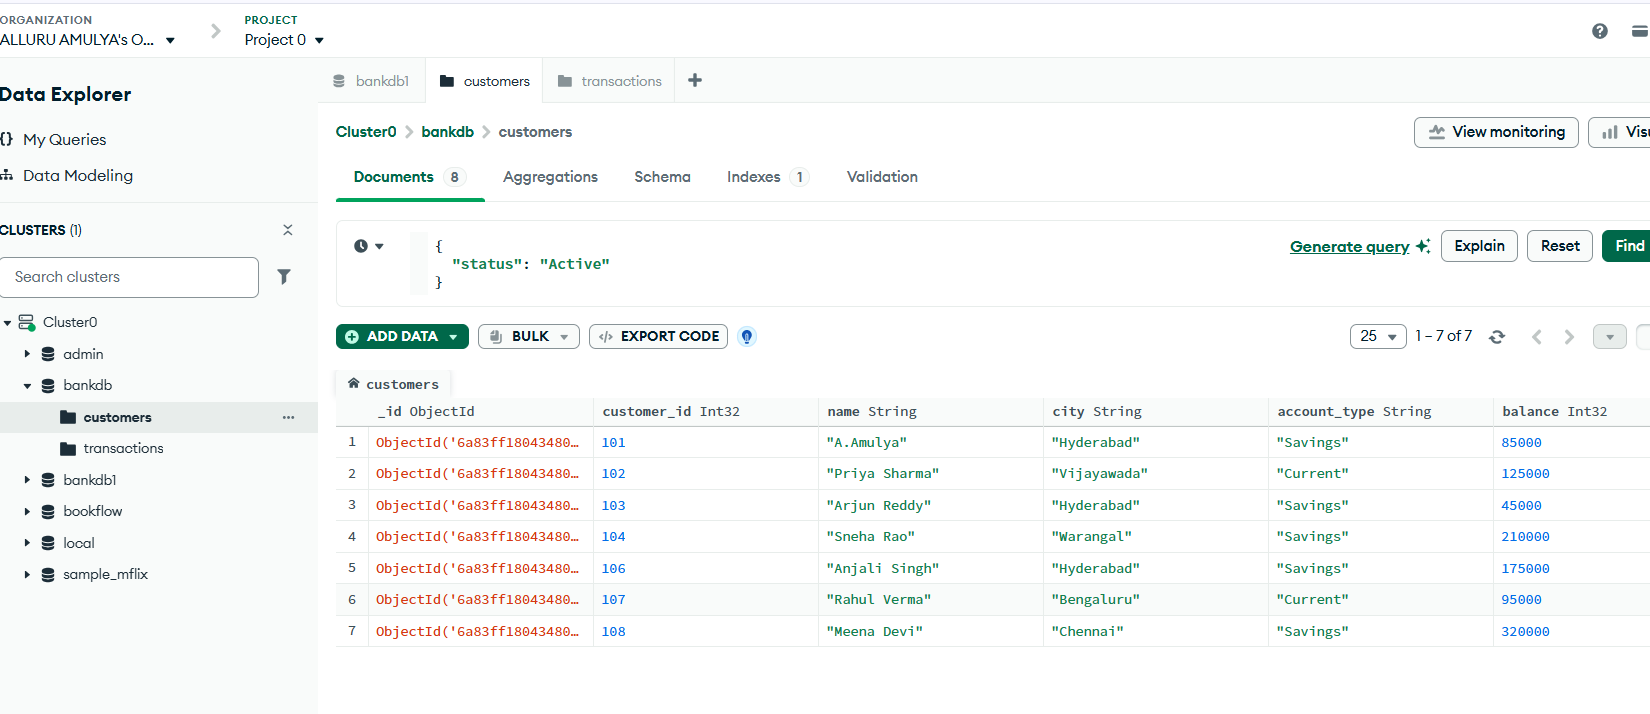 ORGANIZATION
ALLURU AMULYA's O...
PROJECT
Project 0
Data Explorer
My Queries
Data Modeling
CLUSTERS (1)
Search clusters
Cluster0
admin
bankdb
customers
transactions
bankdb1
bookflow
local
sample_mflix
bankdb1 customers transactions
Cluster0 > bankdb > customers
View monitoring
Documents 8 Aggregations Schema Indexes 1 Validation
{
"status": "Active"
}
Generate query Explain Reset Find
ADD DATA BULK EXPORT CODE 25 1 – 7 of 7
customers
_id ObjectId customer_id Int32 name String city String account_type String balance Int32
1 ObjectId('6a83ff18043480… 101 "A.Amulya" "Hyderabad" "Savings" 85000
2 ObjectId('6a83ff18043480… 102 "Priya Sharma" "Vijayawada" "Current" 125000
3 ObjectId('6a83ff18043480… 103 "Arjun Reddy" "Hyderabad" "Savings" 45000
4 ObjectId('6a83ff18043480… 104 "Sneha Rao" "Warangal" "Savings" 210000
5 ObjectId('6a83ff18043480… 106 "Anjali Singh" "Hyderabad" "Savings" 175000
6 ObjectId('6a83ff18043480… 107 "Rahul Verma" "Bengaluru" "Current" 95000
7 ObjectId('6a83ff18043480… 108 "Meena Devi" "Chennai" "Savings" 320000